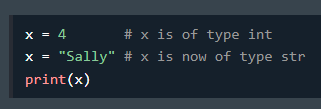 x = 4       # x is of type int
x = "Sally" # x is now of type str
print(x)